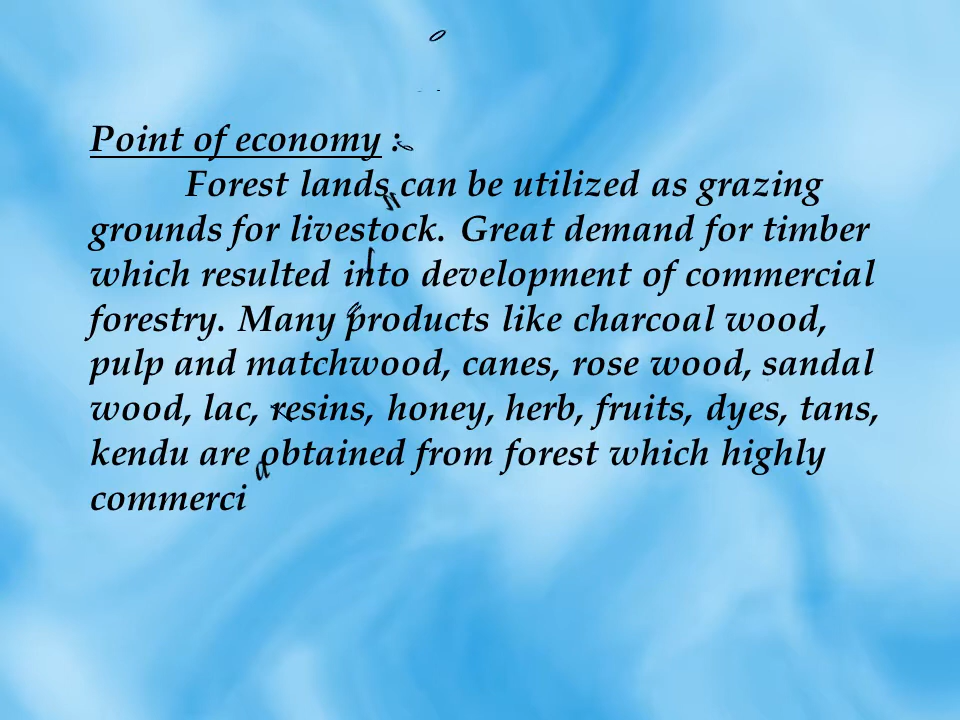 Point of economy :
Forest lands can be utilized as grazing
grounds for livestock. Great demand for timber
which resulted into development of commercial
forestry. Many products like charcoal wood,
pulp and matchwood, canes, rose wood, sandal
wood, lac, resins, honey, herb, fruits, dyes, tans,
kendu are obtained from forest which highly
commerci